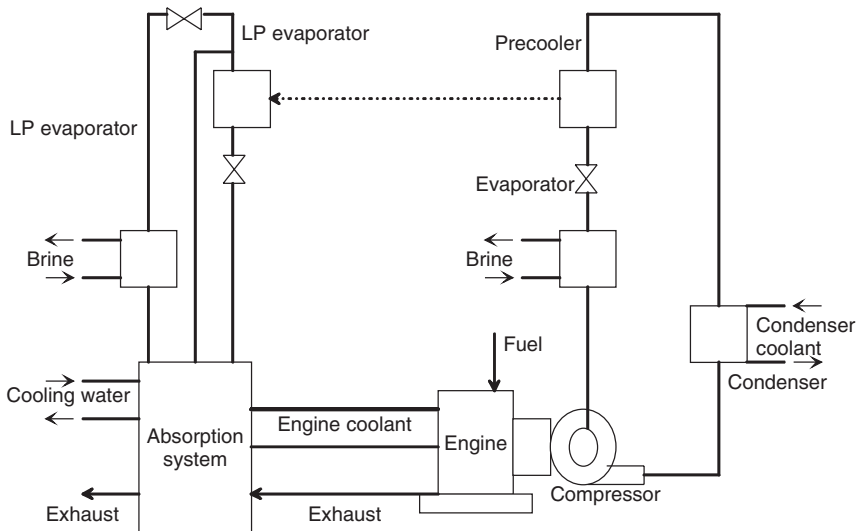 LP evaporator
Precooler
LP evaporator
Evaporator
Brine
Brine
Condenser
coolant
Condenser
Fuel
Cooling water
Engine coolant
Absorption
system
Engine
Compressor
Exhaust
Exhaust